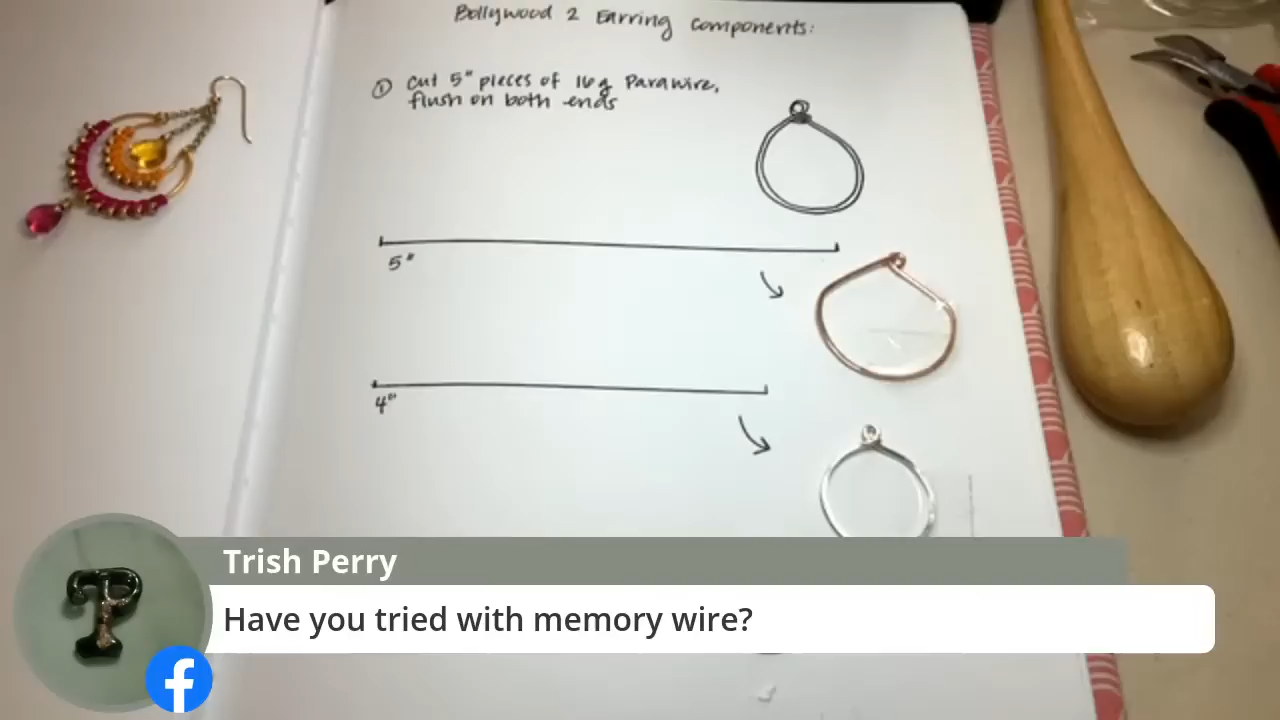 Bollywood 2 Earring Components:
① Cut 5" pieces of 16g Parawire,
flush on both ends
5"
4"
Trish Perry
Have you tried with memory wire?